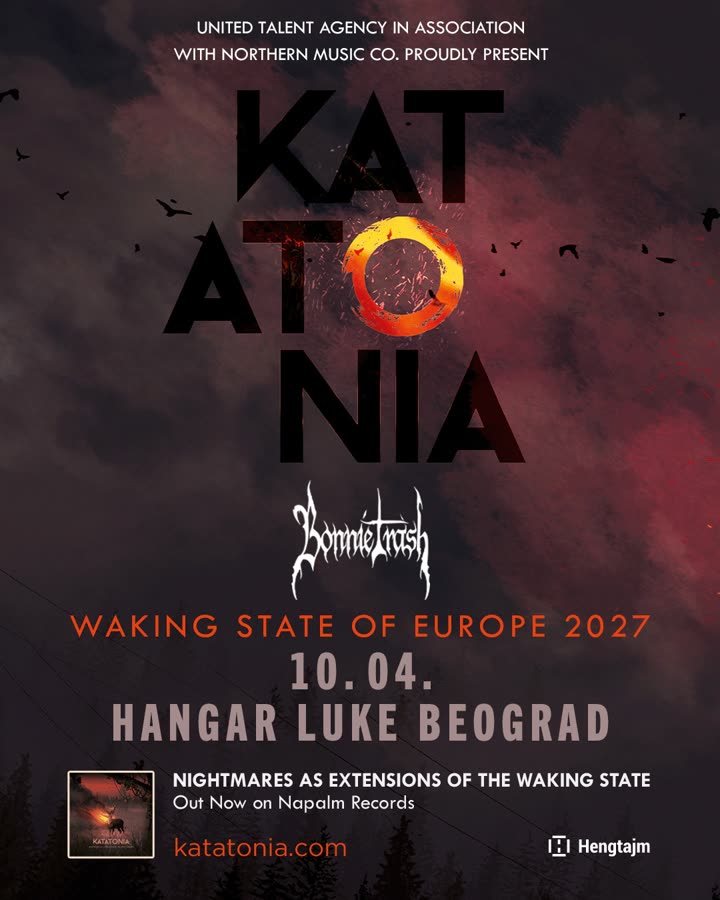 UNITED TALENT AGENCY IN ASSOCIATION
WITH NORTHERN MUSIC CO. PROUDLY PRESENT
KAT
ATO
NIA
Bonnie Trash
WAKING STATE OF EUROPE 2027
10.04.
HANGAR LUKE BEOGRAD
NIGHTMARES AS EXTENSIONS OF THE WAKING STATE
Out Now on Napalm Records
KATATONIA
katatonia.com
Hengtajm